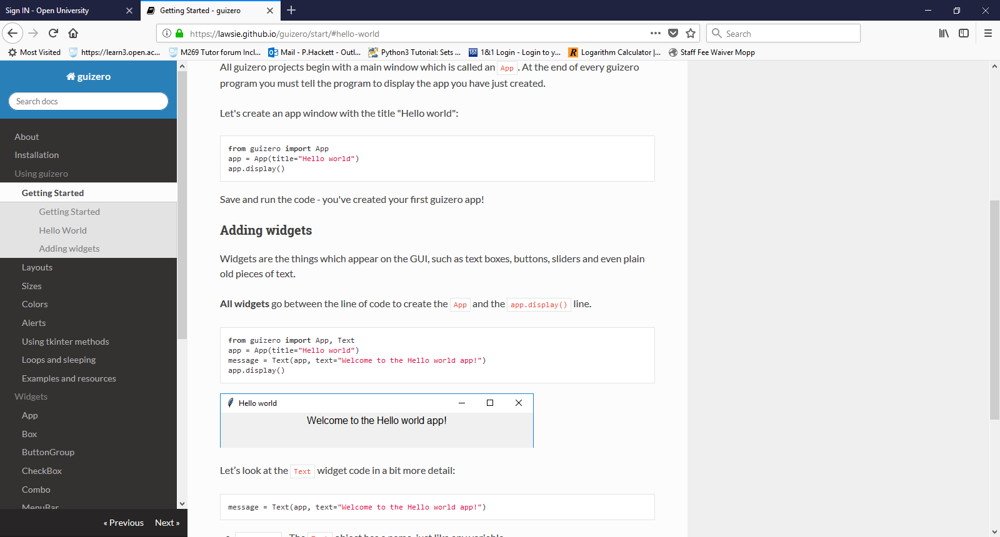 Sign IN - Open University
Getting Started - guizero
https://lawsie.github.io/guizero/start/#hello-world
Search
Most Visited
https://learn3.open.ac...
M269 Tutor forum Incl...
Mail - P.Hackett - Outl...
Python3 Tutorial: Sets ...
1&1 Login - Login to y...
Logarithm Calculator |...
Staff Fee Waiver Mopp
guizero
Search docs
About
Installation
Using guizero
Getting Started
Getting Started
Hello World
Adding widgets
Layouts
Sizes
Colors
Alerts
Using tkinter methods
Loops and sleeping
Examples and resources
Widgets
App
Box
ButtonGroup
CheckBox
Combo
MenuBar
« Previous
Next »
All guizero projects begin with a main window which is called an App. At the end of every guizero
program you must tell the program to display the app you have just created.
Let's create an app window with the title "Hello world":
from guizero import App
app = App(title="Hello world")
app.display()
Save and run the code - you've created your first guizero app!
Adding widgets
Widgets are the things which appear on the GUI, such as text boxes, buttons, sliders and even plain
old pieces of text.
All widgets go between the line of code to create the App and the app.display() line.
from guizero import App, Text
app = App(title="Hello world")
message = Text(app, text="Welcome to the Hello world app!")
app.display()
Hello world
Welcome to the Hello world app!
Let’s look at the Text widget code in a bit more detail:
message = Text(app, text="Welcome to the Hello world app!")
The Text object has a name, just like any variable